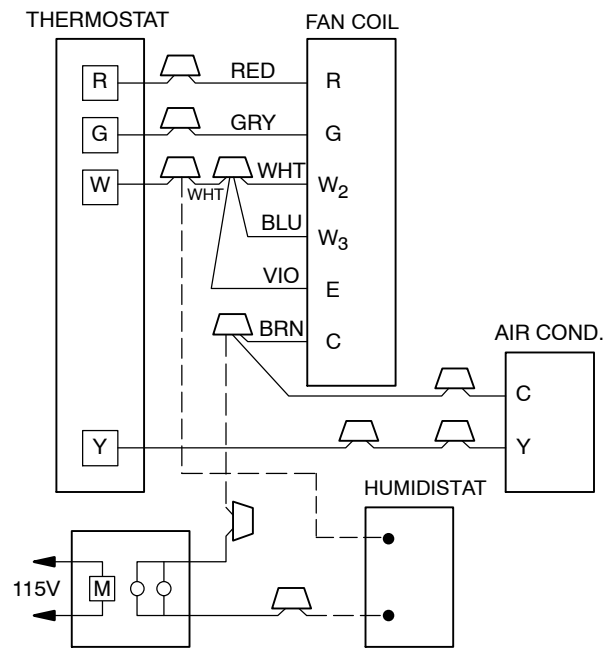 THERMOSTAT
FAN COIL
R
RED
R
G
GRY
G
W
WHT
WHT
W2
BLU
W3
VIO
E
BRN
C
AIR COND.
C
Y
Y
HUMIDISTAT
115V
M